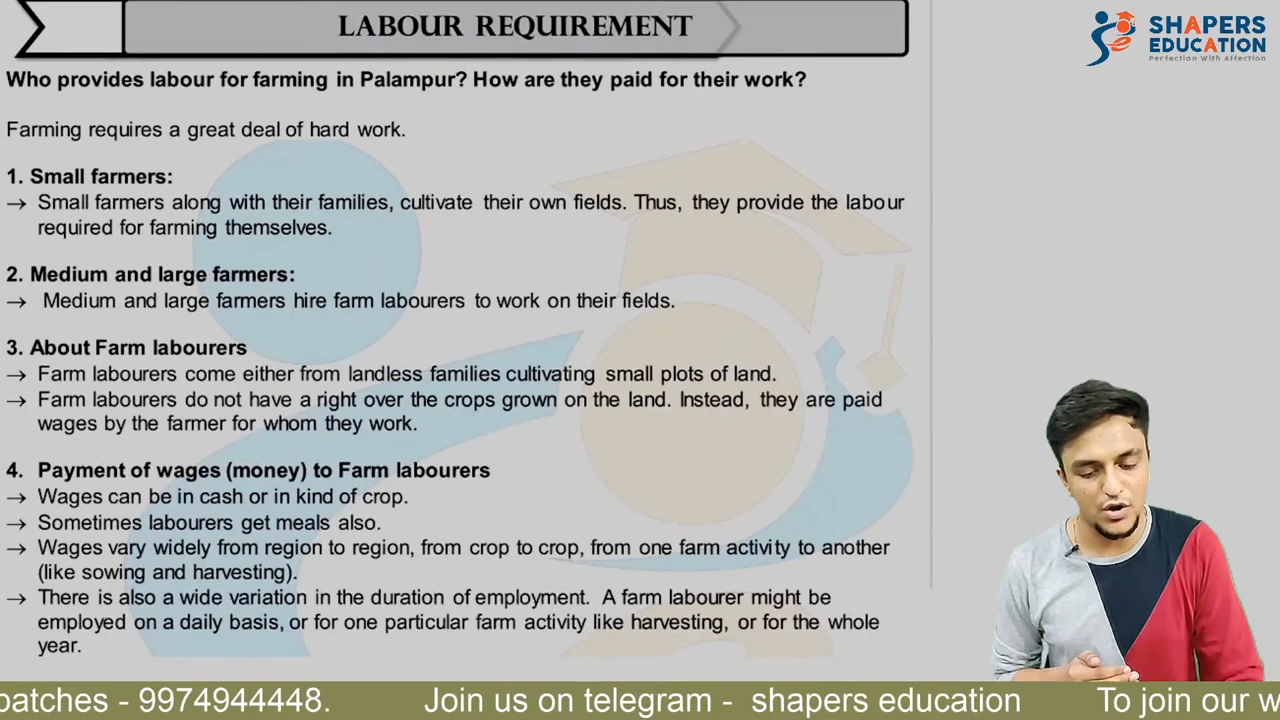 LABOUR REQUIREMENT
SHAPERS
EDUCATION
Perfection With Affection
Who provides labour for farming in Palampur? How are they paid for their work?
Farming requires a great deal of hard work.
1. Small farmers:
→ Small farmers along with their families, cultivate their own fields. Thus, they provide the labour
required for farming themselves.
2. Medium and large farmers:
→ Medium and large farmers hire farm labourers to work on their fields.
3. About Farm labourers
→ Farm labourers come either from landless families cultivating small plots of land.
→ Farm labourers do not have a right over the crops grown on the land. Instead, they are paid
wages by the farmer for whom they work.
4. Payment of wages (money) to Farm labourers
→ Wages can be in cash or in kind of crop.
→ Sometimes labourers get meals also.
→ Wages vary widely from region to region, from crop to crop, from one farm activity to another
(like sowing and harvesting).
→ There is also a wide variation in the duration of employment. A farm labourer might be
employed on a daily basis, or for one particular farm activity like harvesting, or for the whole
year.
batches - 9974944448. Join us on telegram - shapers education To join our w